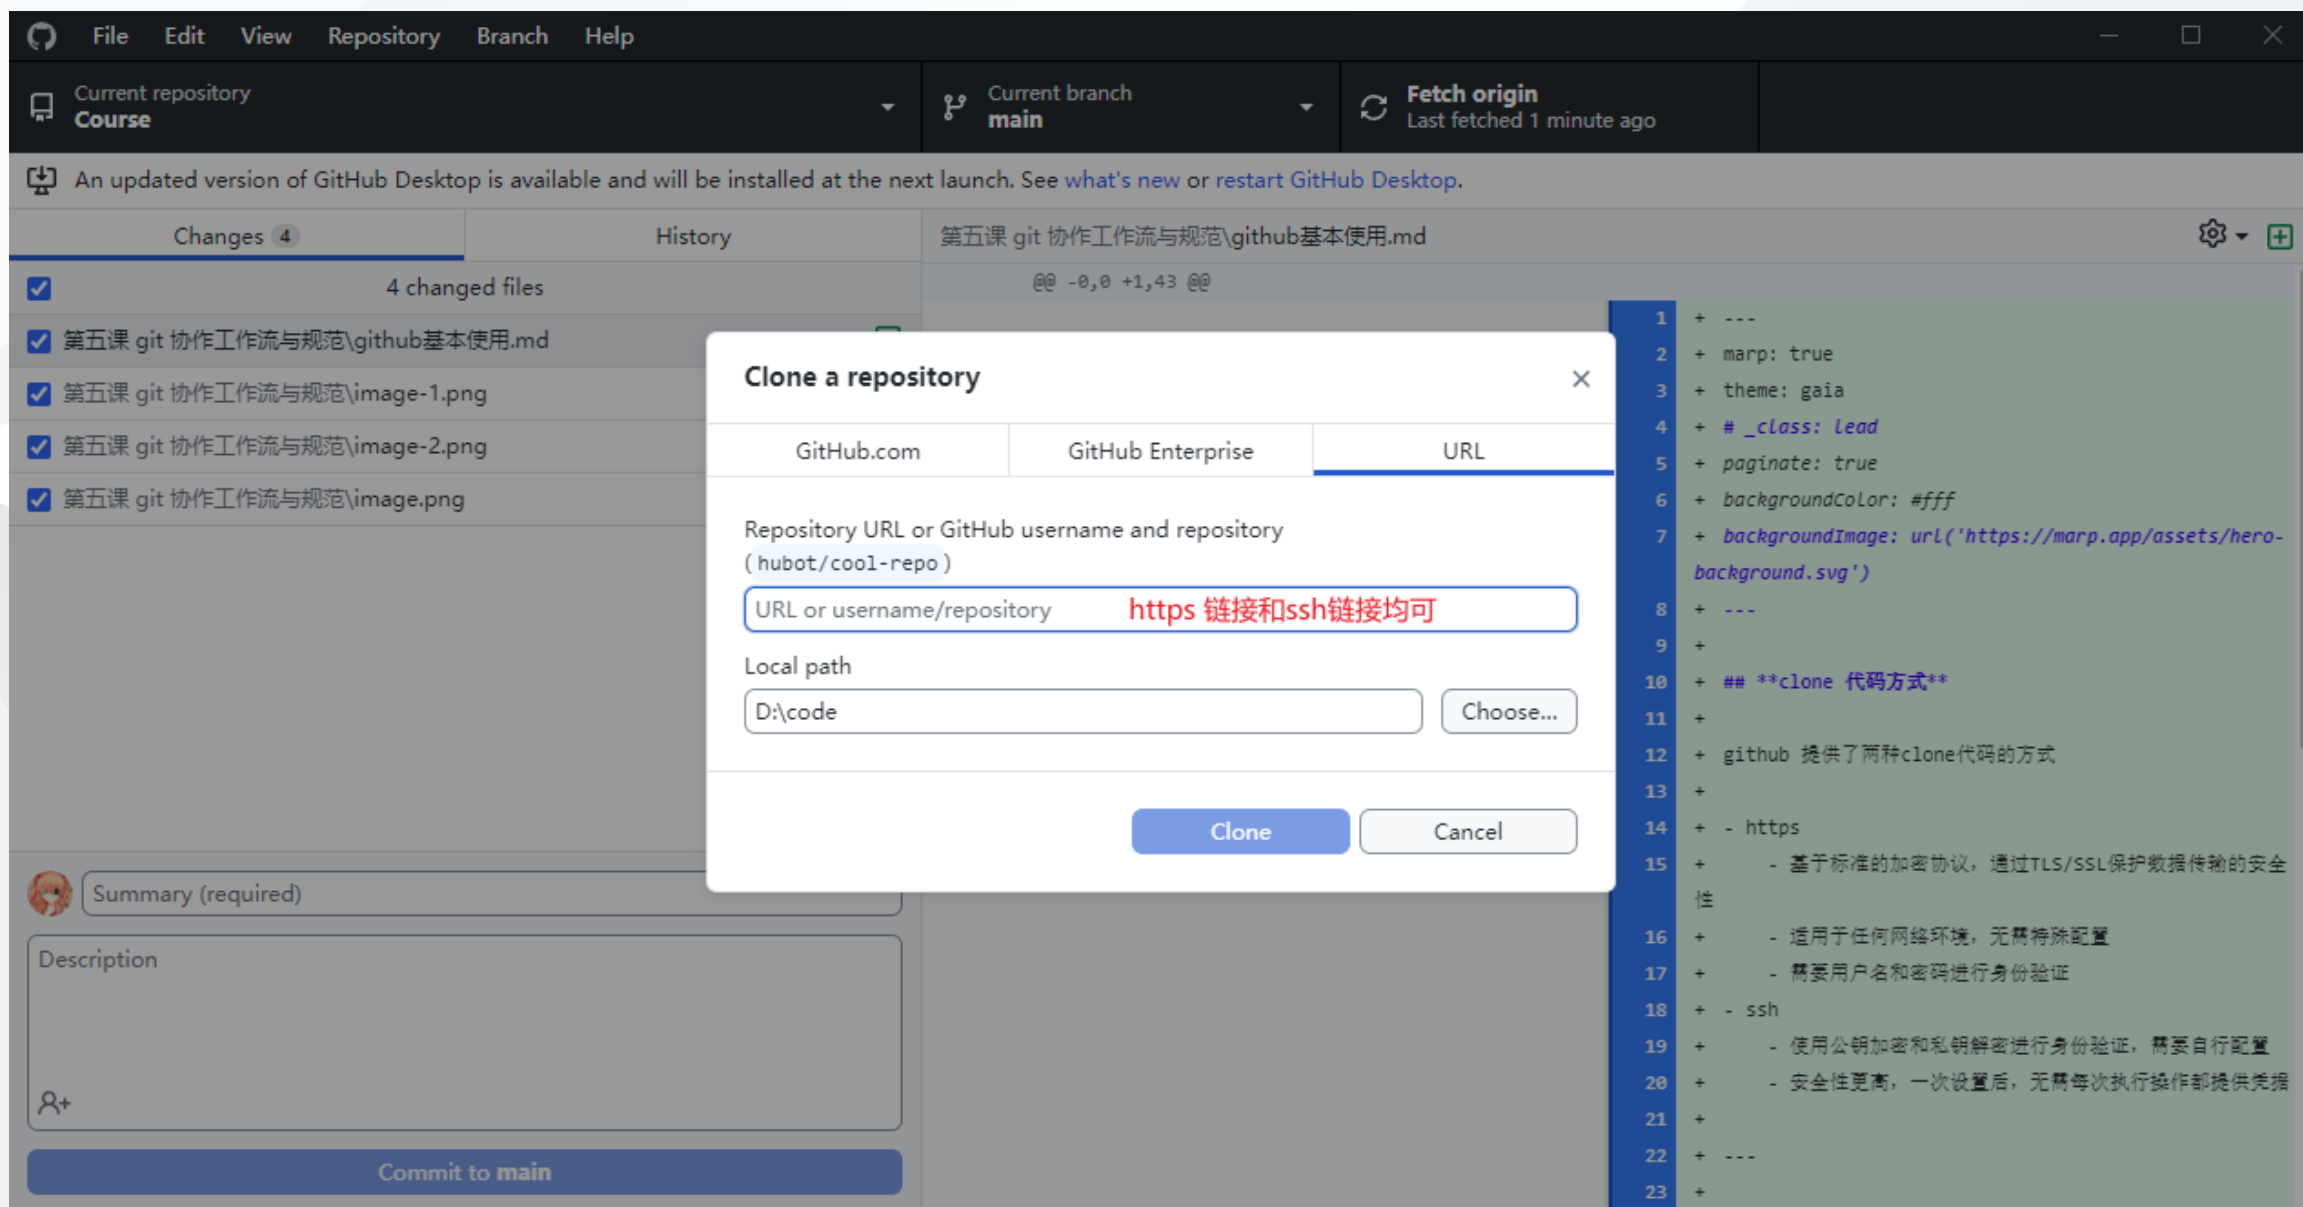 File Edit View Repository Branch Help
Current repository
Course
Current branch
main
Fetch origin
Last fetched 1 minute ago
An updated version of GitHub Desktop is available and will be installed at the next launch. See what's new or restart GitHub Desktop.
Changes 4
History
4 changed files
第五课 git 协作工作流与规范\github基本使用.md
第五课 git 协作工作流与规范\image-1.png
第五课 git 协作工作流与规范\image-2.png
第五课 git 协作工作流与规范\image.png
Summary (required)
Description
Commit to main
第五课 git 协作工作流与规范\github基本使用.md
@@ -0,0 +1,43 @@
1 + ---
2 + marp: true
3 + theme: gaia
4 + # _class: lead
5 + paginate: true
6 + backgroundColor: #fff
7 + backgroundImage: url('https://marp.app/assets/hero-
background.svg')
8 + ---
9 +
10 + ## **clone 代码方式**
11 +
12 + github 提供了两种clone代码的方式
13 +
14 + - https
15 + - 基于标准的加密协议，通过TLS/SSL保护数据传输的安全
性
16 + - 适用于任何网络环境，无需特殊配置
17 + - 需要用户名和密码进行身份验证
18 + - ssh
19 + - 使用公钥加密和私钥解密进行身份验证，需要自行配置
20 + - 安全性更高，一次设置后，无需每次执行操作都提供凭据
21 +
22 + ---
23 +
Clone a repository
GitHub.com
GitHub Enterprise
URL
Repository URL or GitHub username and repository
(hubot/cool-repo)
URL or username/repository https 链接和ssh链接均可
Local path
D:\code
Choose...
Clone
Cancel